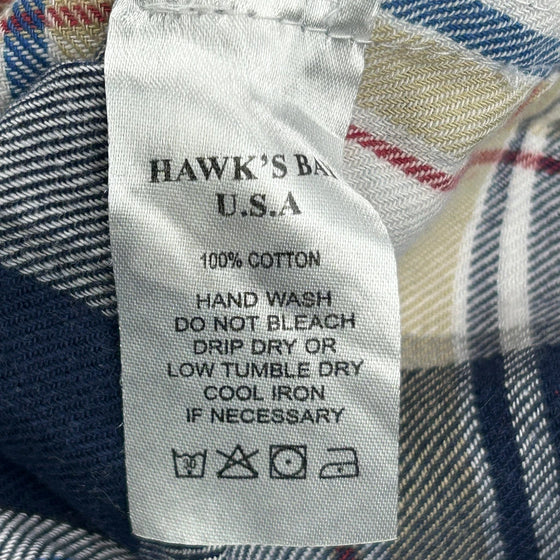 HAWK'S BAY
U.S.A
100% COTTON
HAND WASH
DO NOT BLEACH
DRIP DRY OR
LOW TUMBLE DRY
COOL IRON
IF NECESSARY
30